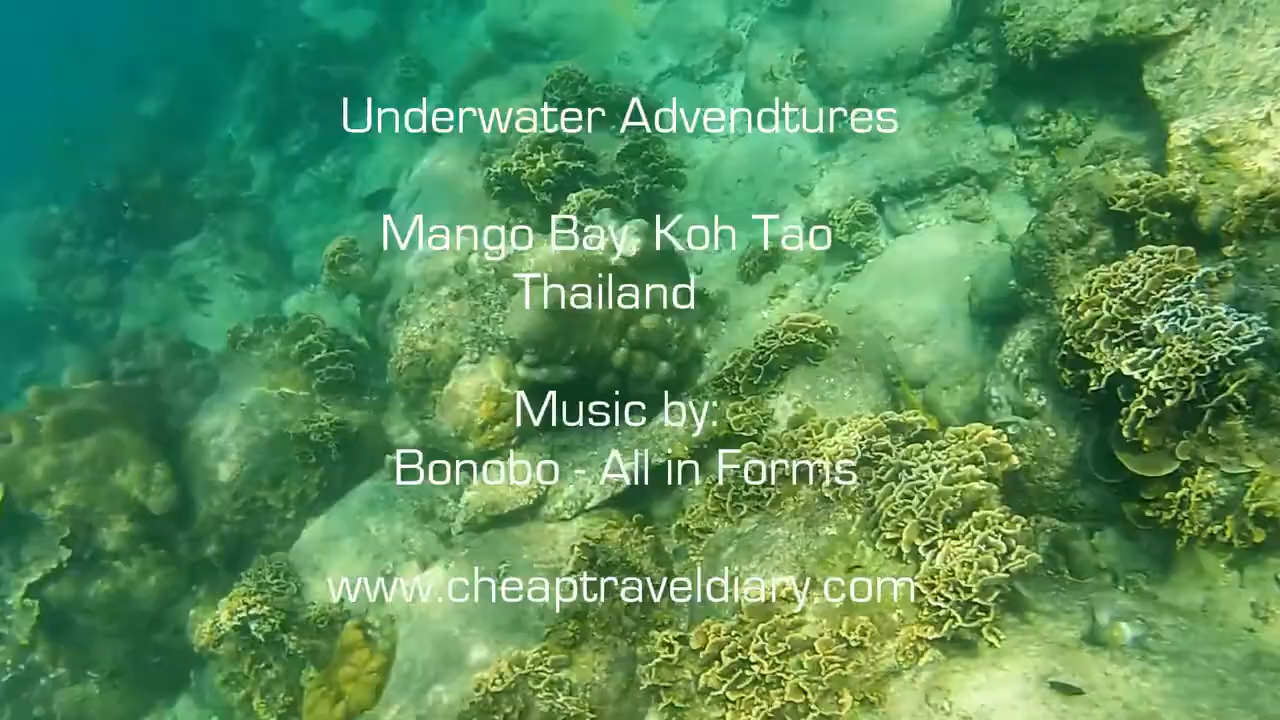 Underwater Advendtures
Mango Bay, Koh Tao
Thailand
Music by:
Bonobo - All in Forms
www.cheaptraveldiary.com